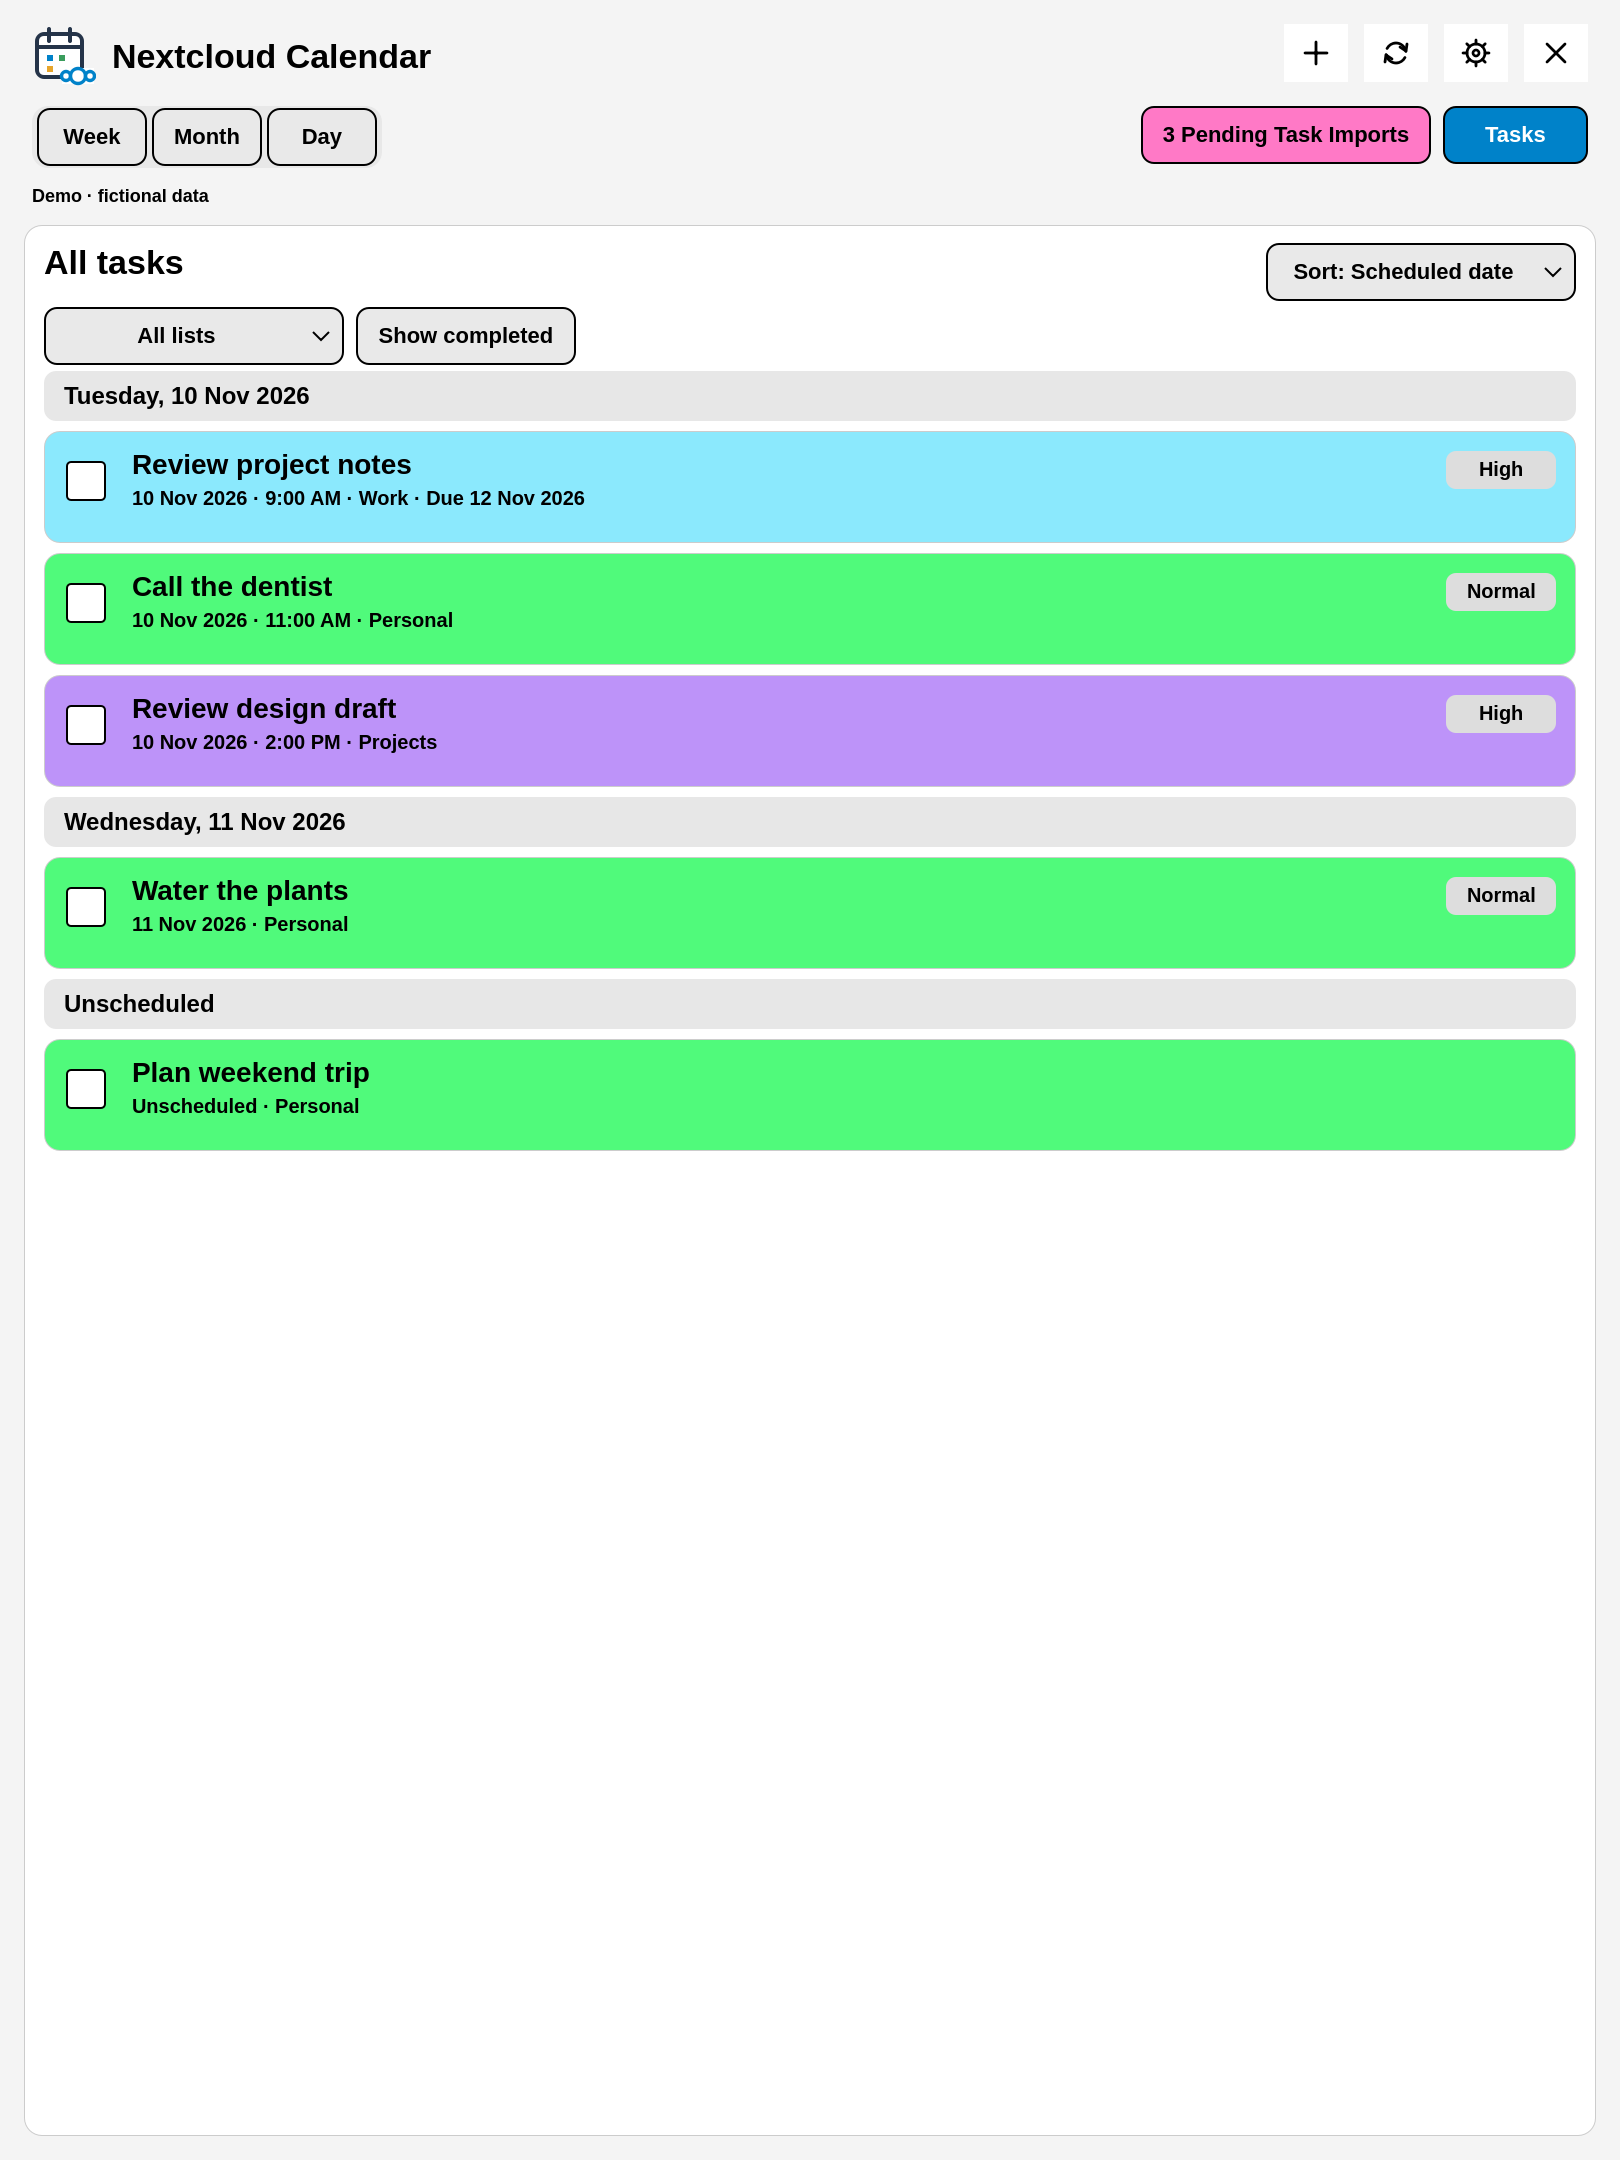 Nextcloud Calendar
Week Month Day
3 Pending Task Imports Tasks
Demo · fictional data
All tasks
Sort: Scheduled date
All lists
Show completed
Tuesday, 10 Nov 2026
Review project notes
High
10 Nov 2026 · 9:00 AM · Work · Due 12 Nov 2026
Call the dentist
Normal
10 Nov 2026 · 11:00 AM · Personal
Review design draft
High
10 Nov 2026 · 2:00 PM · Projects
Wednesday, 11 Nov 2026
Water the plants
Normal
11 Nov 2026 · Personal
Unscheduled
Plan weekend trip
Unscheduled · Personal